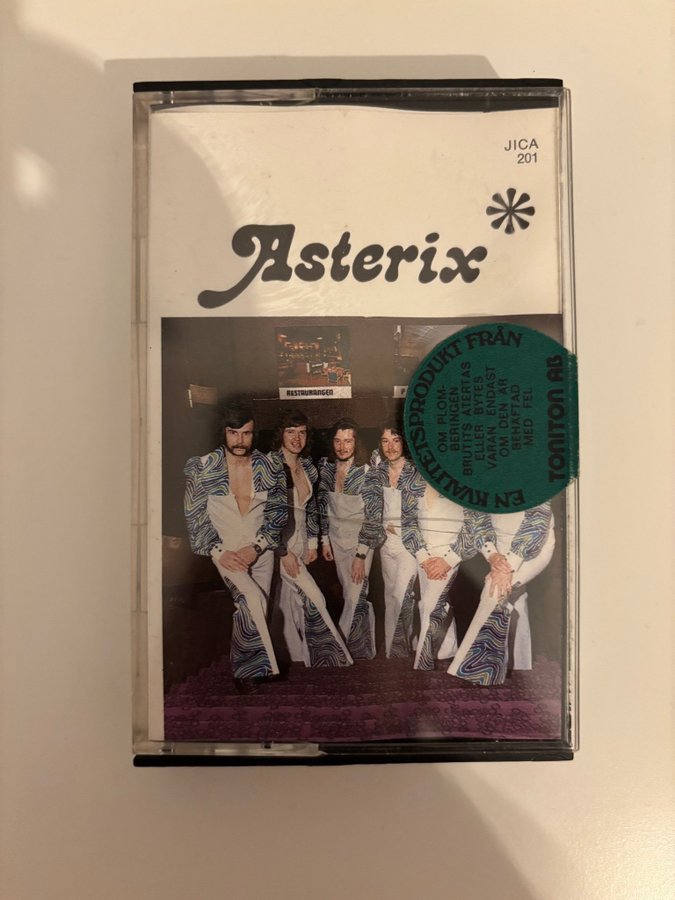 JICA
201
Asterix*
RESTAURANGEN
P
EN KVALITETSPRODUKT FRÅN
TONITON AB
OM PLOM-
BERINGEN
BRUTITS ÅTERTAS
ELLER BYTES
VARAN ENDAST
OM DEN ÄR
BEHÄFTAD
MED FEL